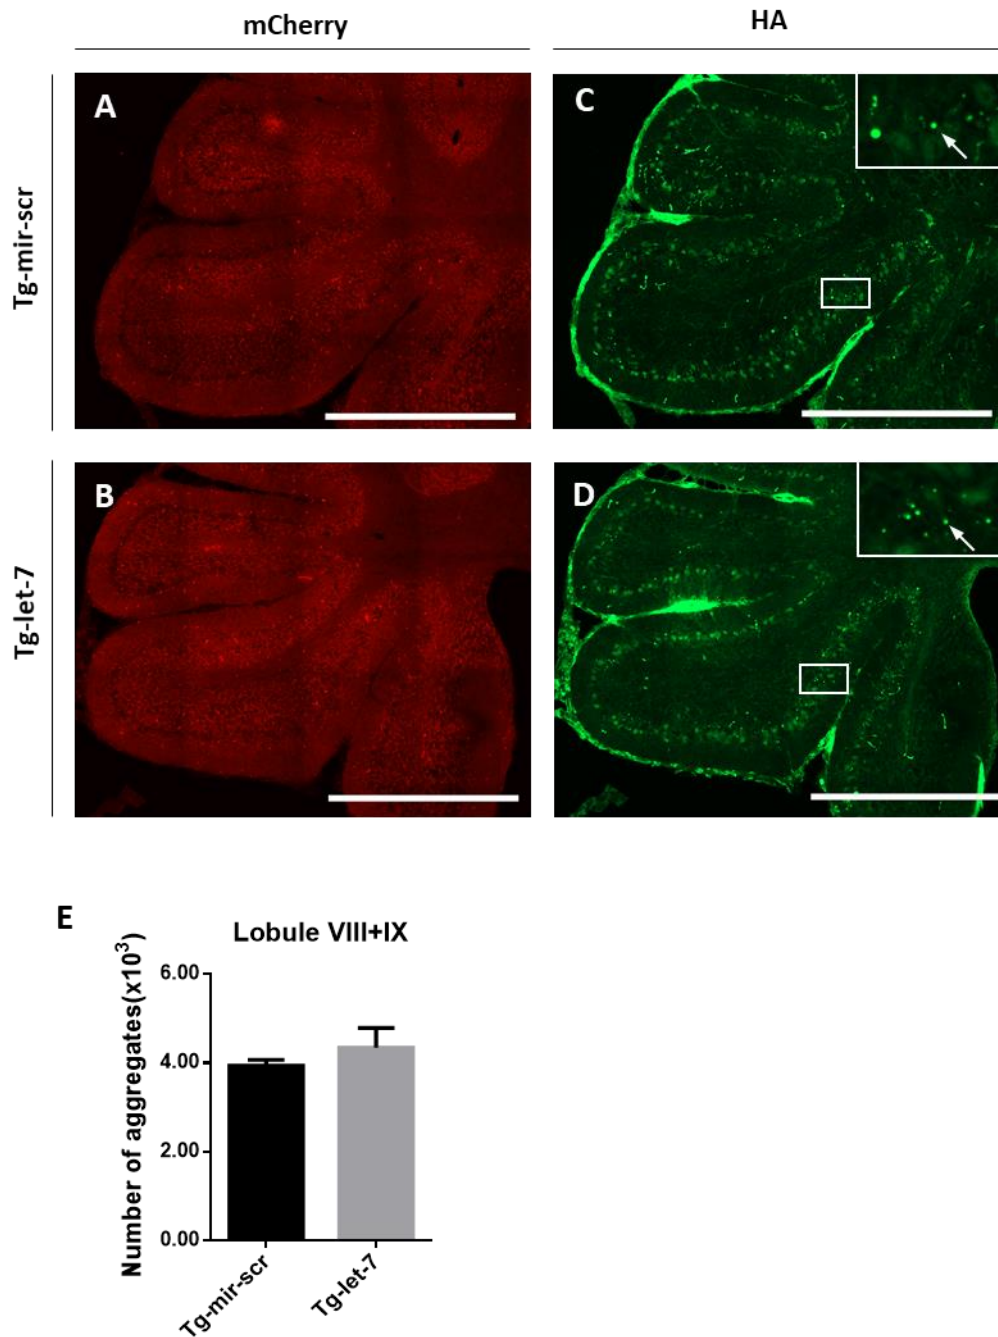 mCherry
HA
Tg-mir-scr
A
C
Tg-let-7
B
D
E
Lobule VIII+IX
Number of aggregates(x10³)
6.00
4.00
2.00
0.00
Tg-mir-scr
Tg-let-7